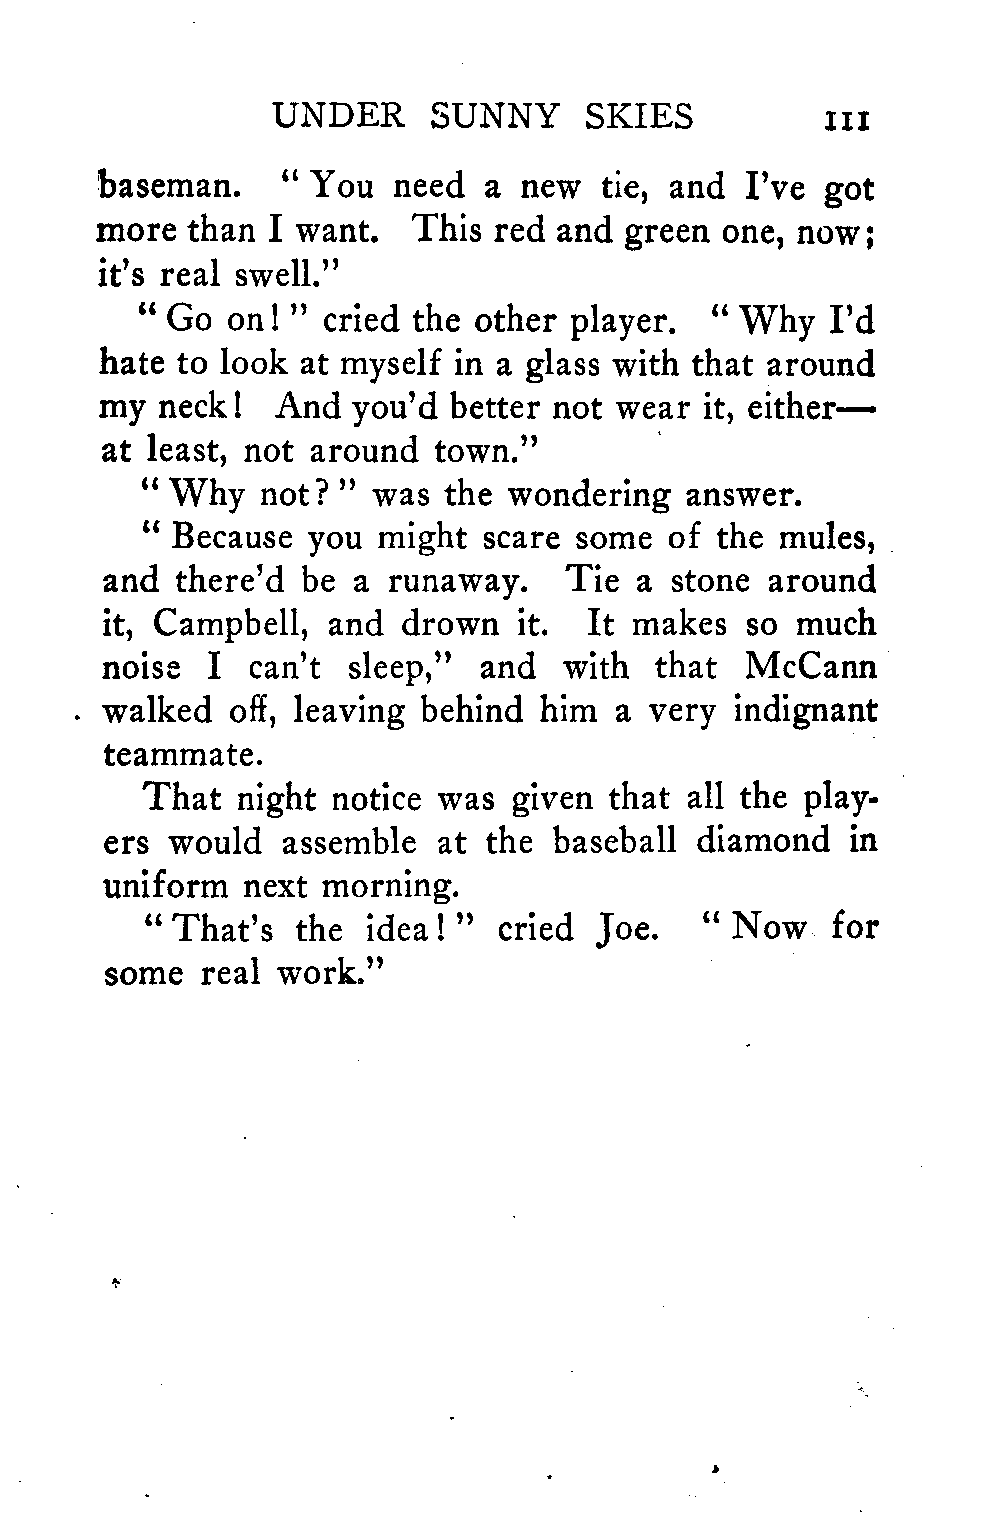 UNDER SUNNY SKIES 111
baseman. "You need a new tie, and I've got
more than I want. This red and green one, now;
it's real swell."
"Go on!" cried the other player. "Why I'd
hate to look at myself in a glass with that around
my neck! And you'd better not wear it, either—
at least, not around town."
"Why not?" was the wondering answer.
"Because you might scare some of the mules,
and there'd be a runaway. Tie a stone around
it, Campbell, and drown it. It makes so much
noise I can't sleep," and with that McCann
walked off, leaving behind him a very indignant
teammate.
That night notice was given that all the play-
ers would assemble at the baseball diamond in
uniform next morning.
"That's the idea!" cried Joe. "Now for
some real work."